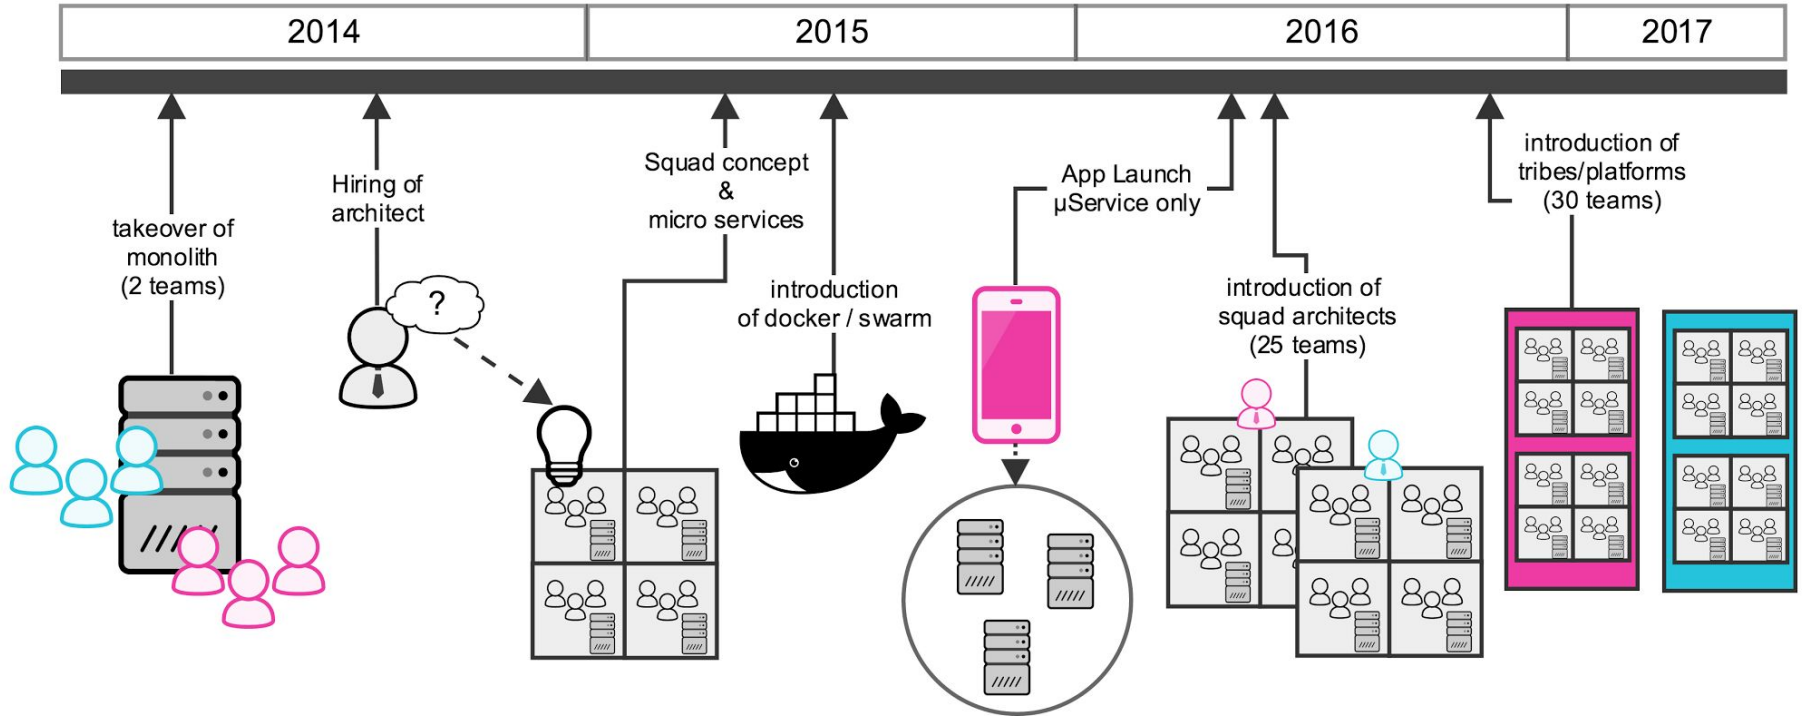 2014
2015
2016
2017
takeover of
monolith
(2 teams)
Hiring of
architect
?
Squad concept
&
micro services
introduction
of docker / swarm
App Launch
µService only
introduction of
squad architects
(25 teams)
introduction of
tribes/platforms
(30 teams)